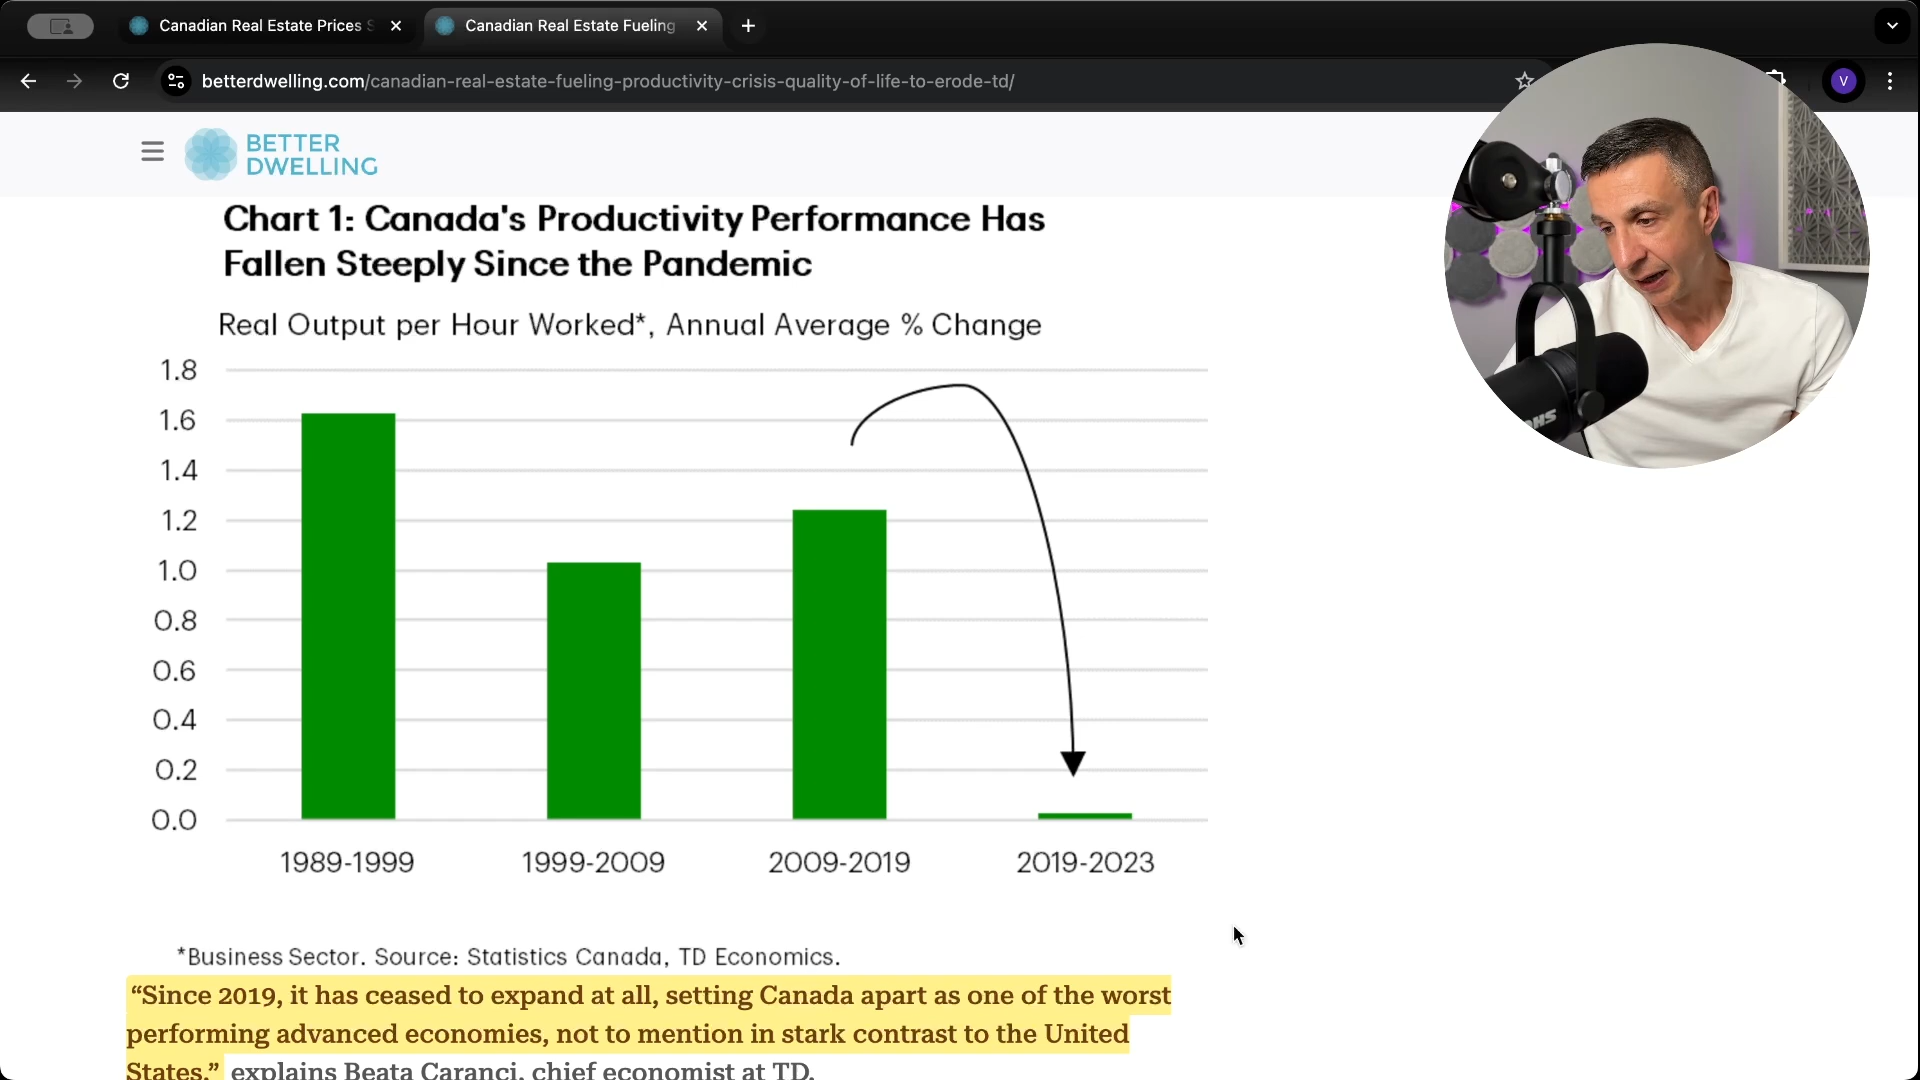 Canadian Real Estate Prices S
Canadian Real Estate Fueling
betterdwelling.com/canadian-real-estate-fueling-productivity-crisis-quality-of-life-to-erode-td/
V
BETTER
DWELLING
Chart 1: Canada's Productivity Performance Has
Fallen Steeply Since the Pandemic
Real Output per Hour Worked*, Annual Average % Change
1.8
1.6
1.4
1.2
1.0
0.8
0.6
0.4
0.2
0.0
1989-1999 1999-2009 2009-2019 2019-2023
*Business Sector. Source: Statistics Canada, TD Economics.
“Since 2019, it has ceased to expand at all, setting Canada apart as one of the worst
performing advanced economies, not to mention in stark contrast to the United
States.” explains Beata Caranci, chief economist at TD.